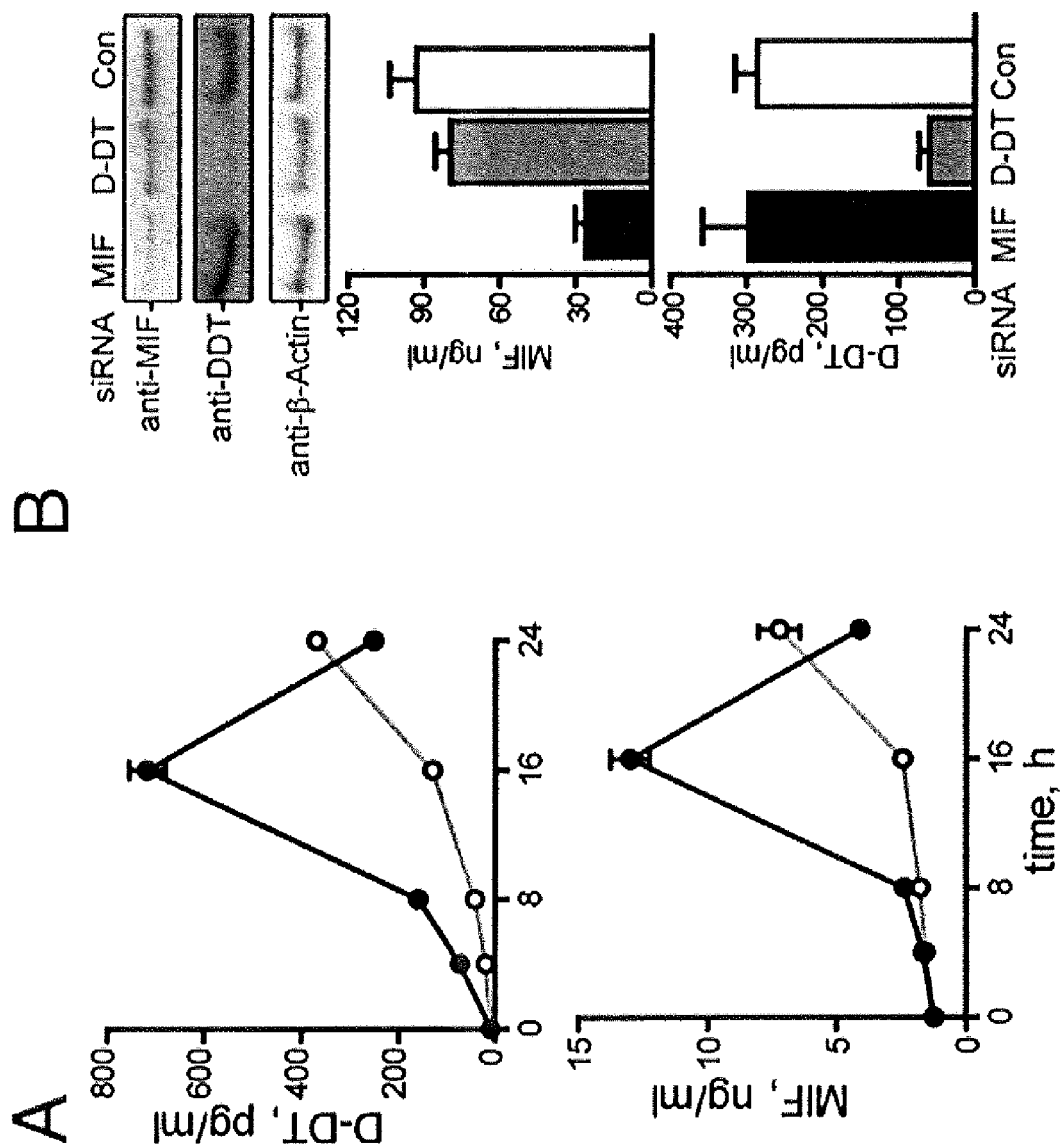 A
800
600
400
200
0
D-DT, pg/ml
0 8 16 24
15
10
5
0
MIF, ng/ml
0 8 16 24
time, h
B
siRNA MIF D-DT Con
anti-MIF
anti-DDT
anti-β-Actin
120
90
60
30
0
MIF, ng/ml
300
200
100
0
D-DT, pg/ml
400
siRNA MIF D-DT Con